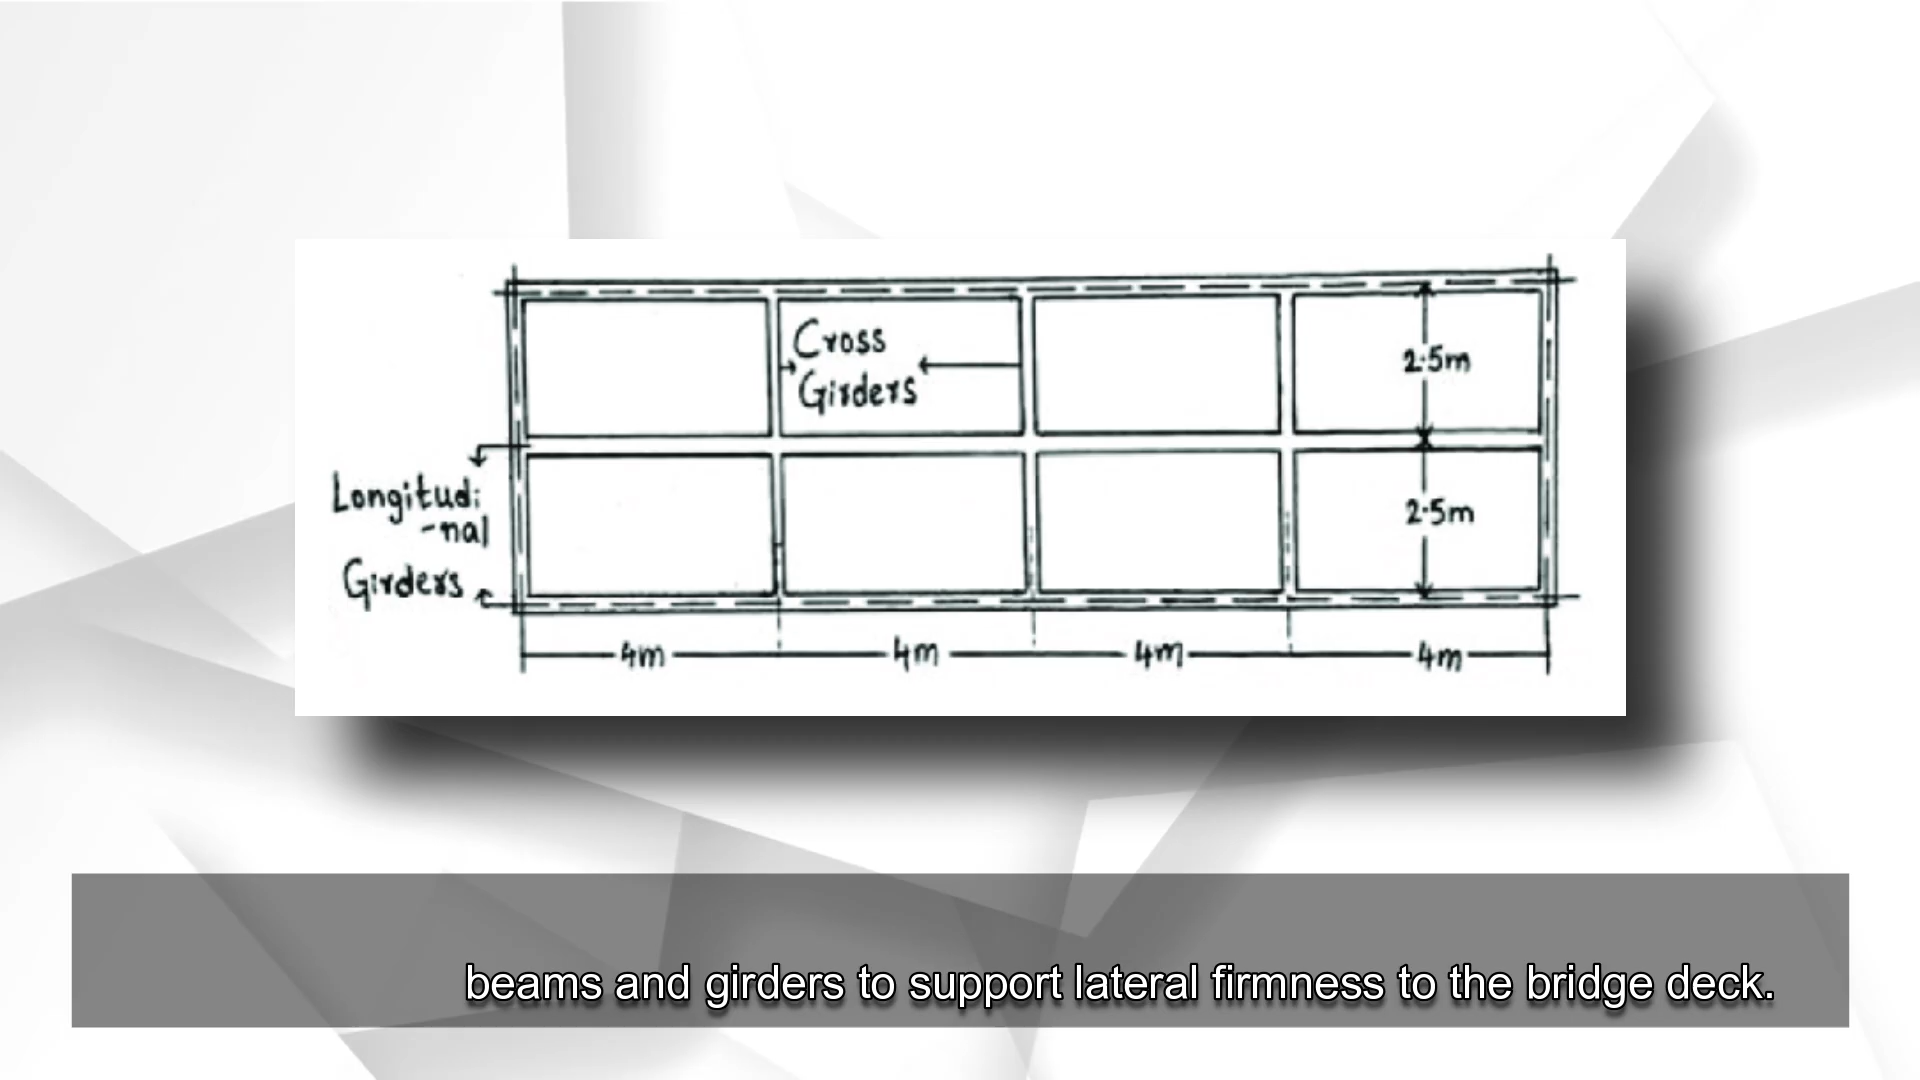 Cross
Girders
2.5m
Longitudi
-nal
Girders
2.5m
4m 4m 4m 4m
beams and girders to support lateral firmness to the bridge deck.